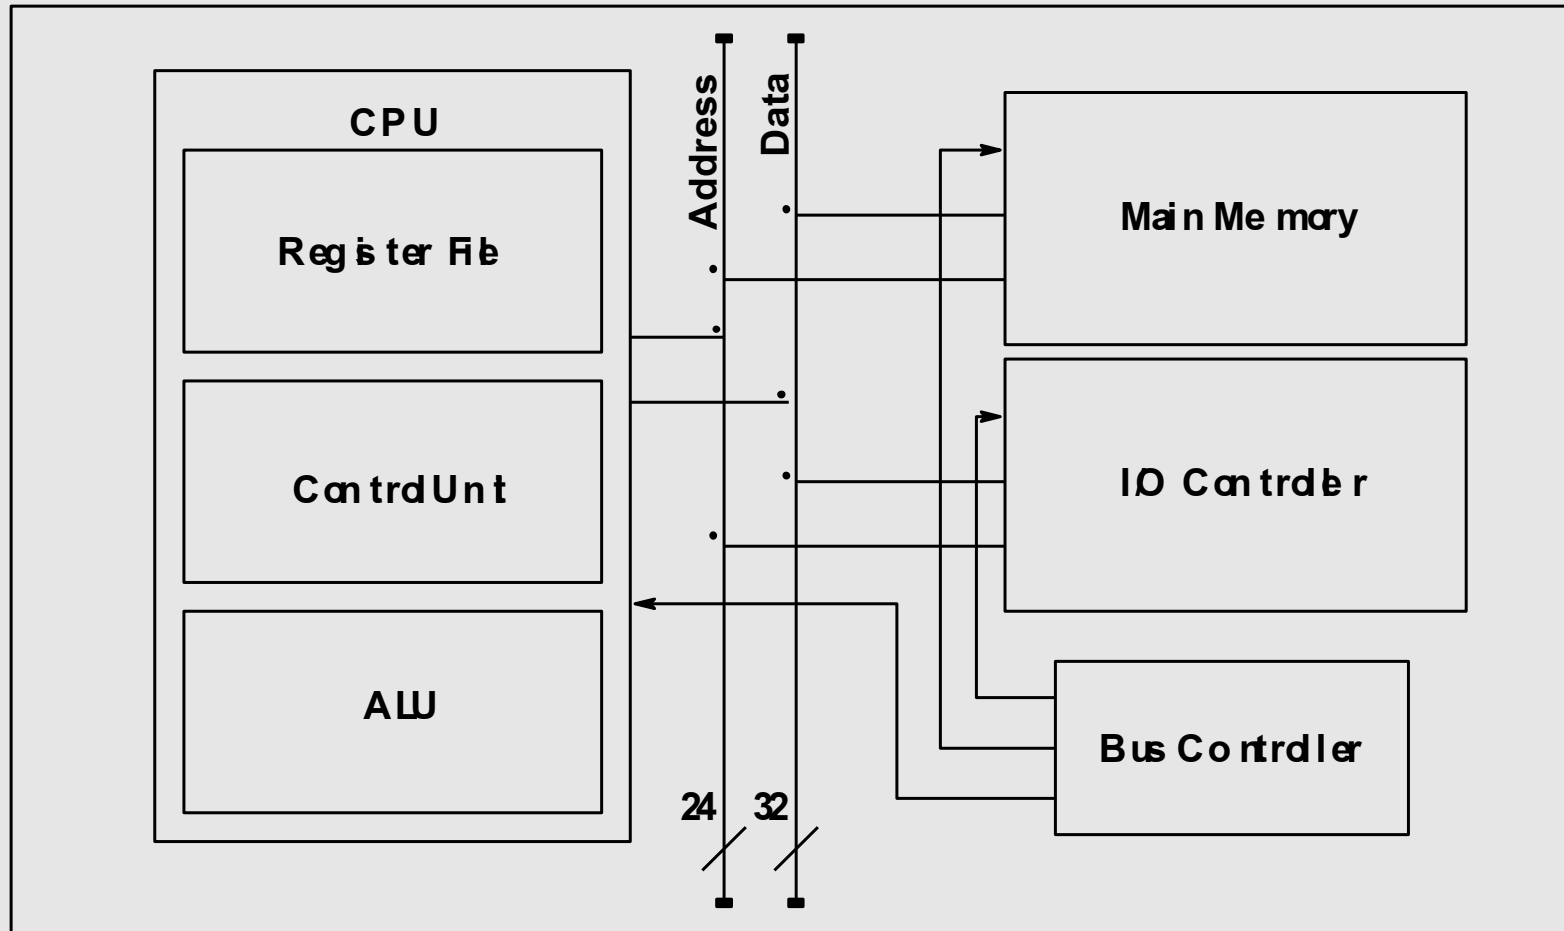 CPU
Address
Data
Register File
Main Memory
Control Unit
I/O Controller
ALU
Bus Controller
24
32